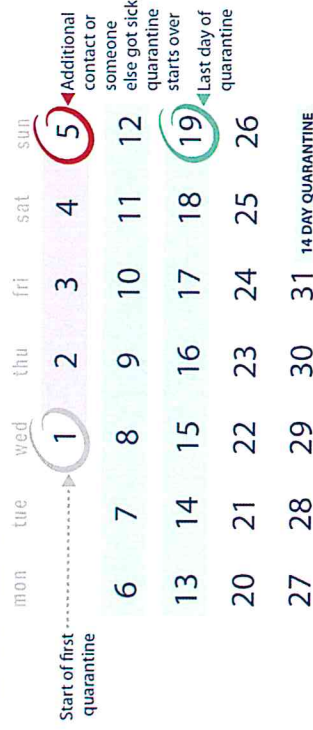 mon tue wed thu fri sat sun
Start of first
quarantine
1 2 3 4 5
Additional
contact or
someone
else got sick
quarantine
starts over
6 7 8 9 10 11 12
13 14 15 16 17 18 19
Last day of
quarantine
20 21 22 23 24 25 26
27 28 29 30 31
14 DAY QUARANTINE